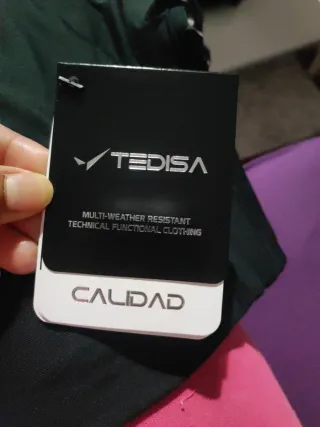 TEDISA
MULTI-WEATHER RESISTANT
TECHNICAL FUNCTIONAL CLOTHING
CALIDAD